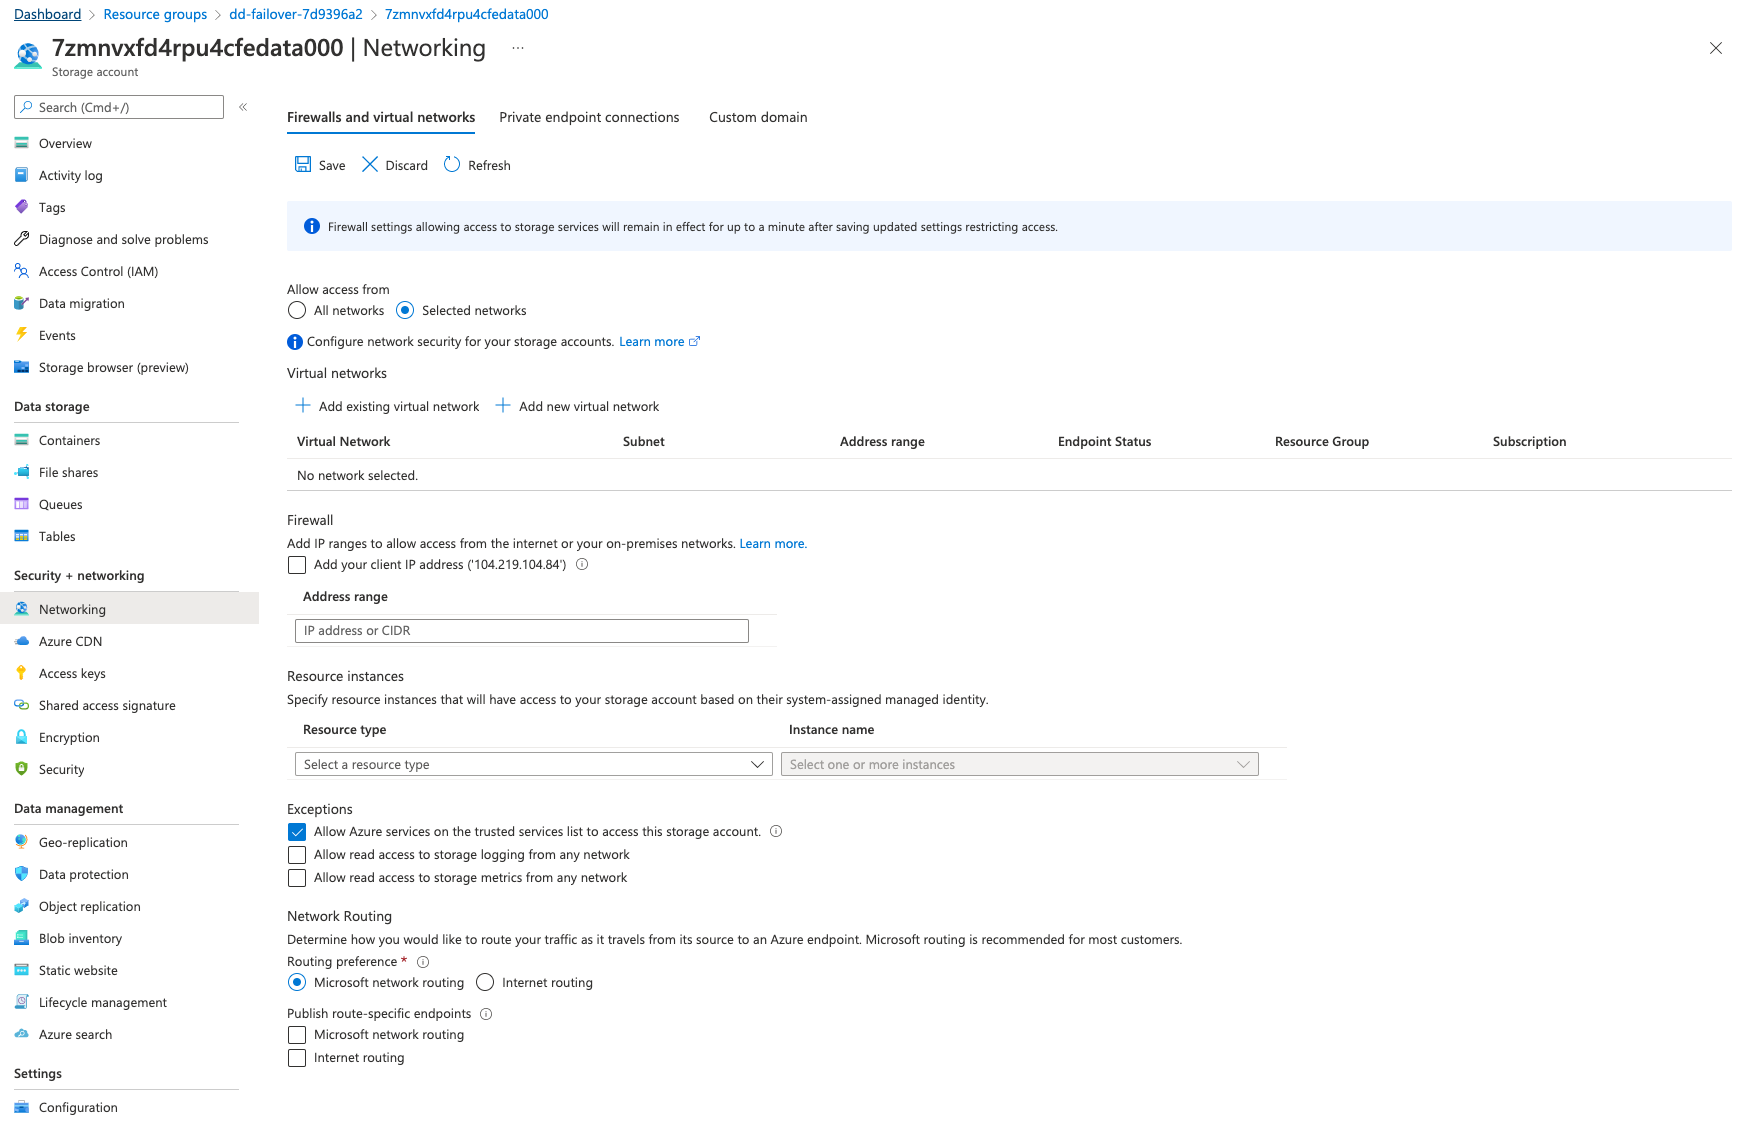 Dashboard > Resource groups > dd-failover-7d9396a2 > 7zmnvxfd4rpu4cfedata000
7zmnvxfd4rpu4cfedata000 | Networking ...
Storage account
Search (Cmd+/) «
Overview
Activity log
Tags
Diagnose and solve problems
Access Control (IAM)
Data migration
Events
Storage browser (preview)
Data storage
Containers
File shares
Queues
Tables
Security + networking
Networking
Azure CDN
Access keys
Shared access signature
Encryption
Security
Data management
Geo-replication
Data protection
Object replication
Blob inventory
Static website
Lifecycle management
Azure search
Settings
Configuration
Firewalls and virtual networks Private endpoint connections Custom domain
Save Discard Refresh
Firewall settings allowing access to storage services will remain in effect for up to a minute after saving updated settings restricting access.
Allow access from
All networks Selected networks
Configure network security for your storage accounts. Learn more
Virtual networks
+ Add existing virtual network + Add new virtual network
Virtual Network Subnet Address range Endpoint Status Resource Group Subscription
No network selected.
Firewall
Add IP ranges to allow access from the internet or your on-premises networks. Learn more.
Add your client IP address ('104.219.104.84')
Address range
IP address or CIDR
Resource instances
Specify resource instances that will have access to your storage account based on their system-assigned managed identity.
Resource type Instance name
Select a resource type Select one or more instances
Exceptions
Allow Azure services on the trusted services list to access this storage account.
Allow read access to storage logging from any network
Allow read access to storage metrics from any network
Network Routing
Determine how you would like to route your traffic as it travels from its source to an Azure endpoint. Microsoft routing is recommended for most customers.
Routing preference *
Microsoft network routing Internet routing
Publish route-specific endpoints
Microsoft network routing
Internet routing